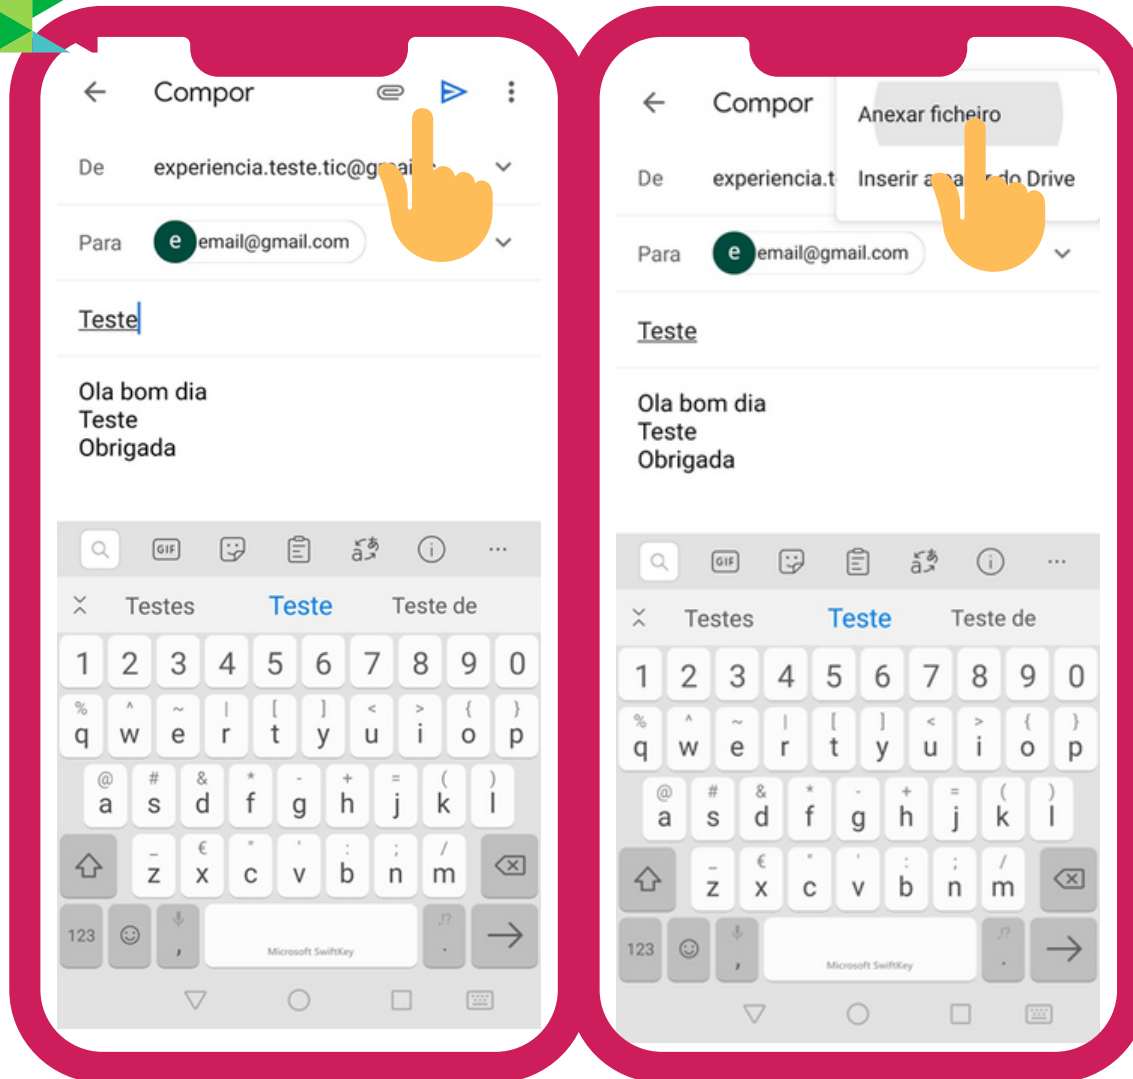 Compor
De experiencia.teste.tic@gmai
Para e email@gmail.com
Teste
Ola bom dia
Teste
Obrigada
GIF
Testes Teste Teste de
1 2 3 4 5 6 7 8 9 0
% ^ ~ | [ ] < > { }
q w e r t y u i o p
@ # & * - + = ( )
a s d f g h j k l
_ € " ' : ; /
z x c v b n m
123 , Microsoft SwiftKey ,!? .
Compor
Anexar ficheiro
De experiencia.t
Inserir a do Drive
Para e email@gmail.com
Teste
Ola bom dia
Teste
Obrigada
GIF
Testes Teste Teste de
1 2 3 4 5 6 7 8 9 0
% ^ ~ | [ ] < > { }
q w e r t y u i o p
@ # & * - + = ( )
a s d f g h j k l
_ € " ' : ; /
z x c v b n m
123 , Microsoft SwiftKey ,!? .